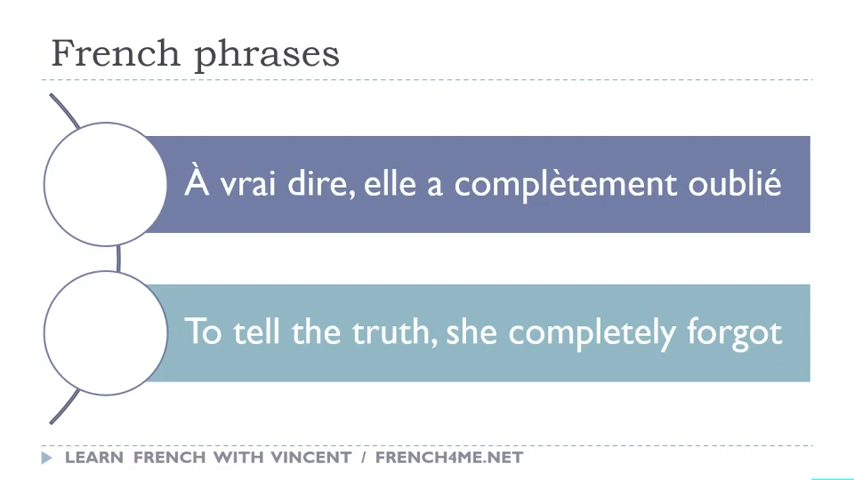 French phrases
À vrai dire, elle a complètement oublié
To tell the truth, she completely forgot
LEARN FRENCH WITH VINCENT / FRENCH4ME.NET